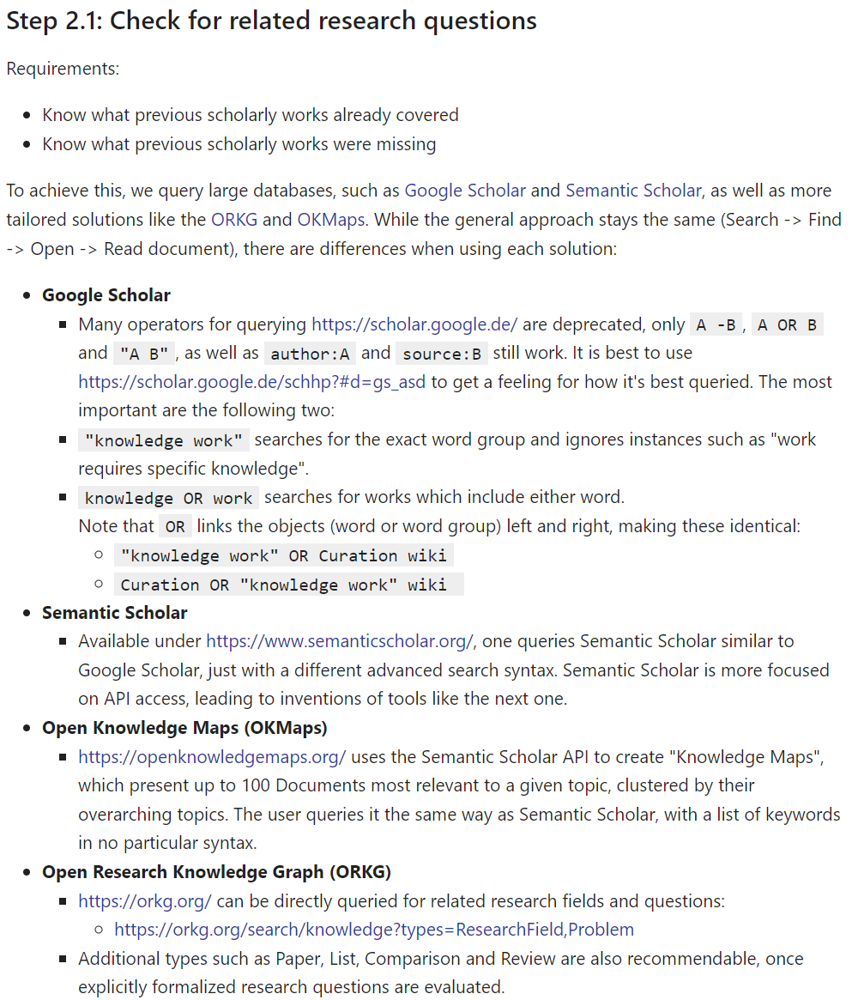 Step 2.1: Check for related research questions
Requirements:
• Know what previous scholarly works already covered
• Know what previous scholarly works were missing
To achieve this, we query large databases, such as Google Scholar and Semantic Scholar, as well as more
tailored solutions like the ORKG and OKMaps. While the general approach stays the same (Search -> Find
-> Open -> Read document), there are differences when using each solution:
• Google Scholar
▪ Many operators for querying https://scholar.google.de/ are deprecated, only A -B, A OR B
and "A B", as well as author:A and source:B still work. It is best to use
https://scholar.google.de/schhp?#d=gs_asd to get a feeling for how it's best queried. The most
important are the following two:
▪ "knowledge work" searches for the exact word group and ignores instances such as "work
requires specific knowledge".
▪ knowledge OR work searches for works which include either word.
Note that OR links the objects (word or word group) left and right, making these identical:
○ "knowledge work" OR Curation wiki
○ Curation OR "knowledge work" wiki
• Semantic Scholar
▪ Available under https://www.semanticscholar.org/, one queries Semantic Scholar similar to
Google Scholar, just with a different advanced search syntax. Semantic Scholar is more focused
on API access, leading to inventions of tools like the next one.
• Open Knowledge Maps (OKMaps)
▪ https://openknowledgemaps.org/ uses the Semantic Scholar API to create "Knowledge Maps",
which present up to 100 Documents most relevant to a given topic, clustered by their
overarching topics. The user queries it the same way as Semantic Scholar, with a list of keywords
in no particular syntax.
• Open Research Knowledge Graph (ORKG)
▪ https://orkg.org/ can be directly queried for related research fields and questions:
○ https://orkg.org/search/knowledge?types=ResearchField,Problem
▪ Additional types such as Paper, List, Comparison and Review are also recommendable, once
explicitly formalized research questions are evaluated.